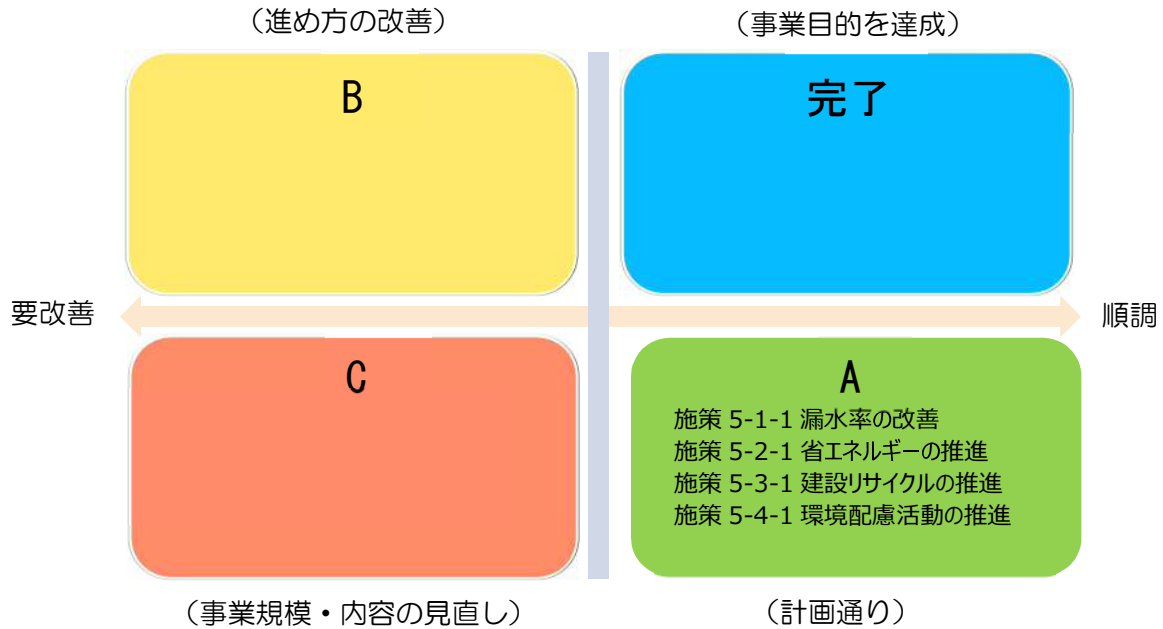 （進め方の改善）
（事業目的を達成）
B
完了
要改善
順調
C
A
施策 5-1-1 漏水率の改善
施策 5-2-1 省エネルギーの推進
施策 5-3-1 建設リサイクルの推進
施策 5-4-1 環境配慮活動の推進
（事業規模・内容の見直し）
（計画通り）